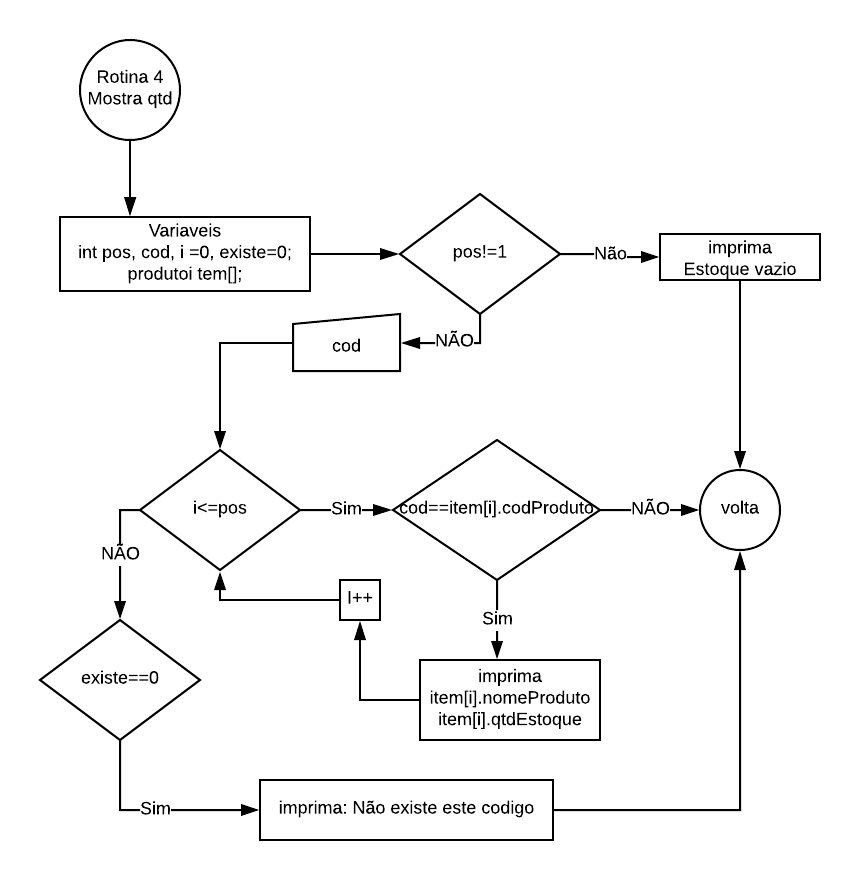 Rotina 4
Mostra qtd
Variaveis
int pos, cod, i =0, existe=0;
produtoi tem[];
pos!=1
Não
imprima
Estoque vazio
NÃO
cod
i<=pos
Sim
cod==item[i].codProduto
NÃO
volta
NÃO
I++
Sim
existe==0
imprima
item[i].nomeProduto
item[i].qtdEstoque
Sim
imprima: Não existe este codigo